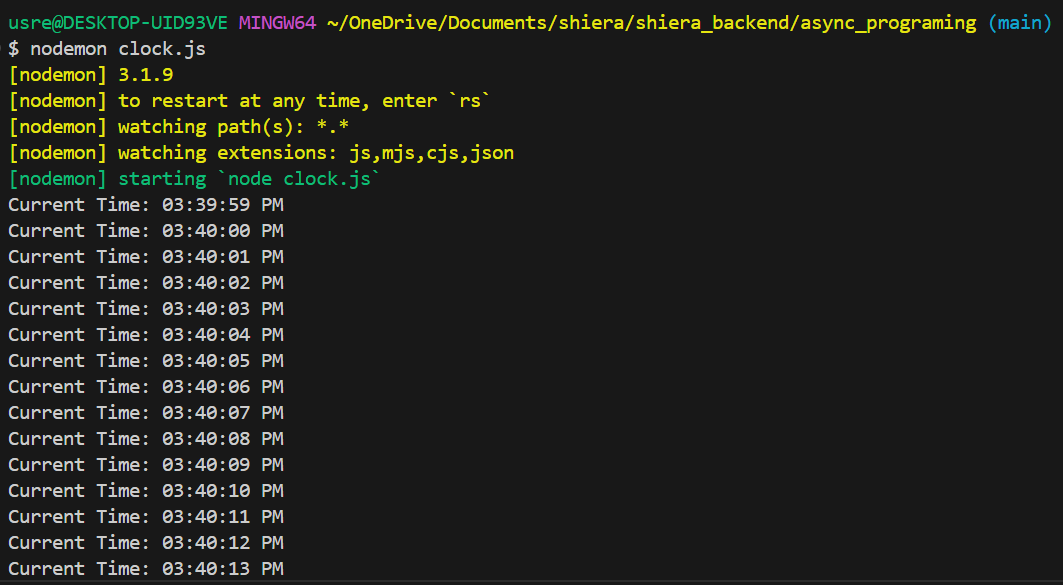 usre@DESKTOP-UID93VE MINGW64 ~/OneDrive/Documents/shiera/shiera_backend/async_programing (main)
$ nodemon clock.js
[nodemon] 3.1.9
[nodemon] to restart at any time, enter `rs`
[nodemon] watching path(s): *.*
[nodemon] watching extensions: js,mjs,cjs,json
[nodemon] starting `node clock.js`
Current Time: 03:39:59 PM
Current Time: 03:40:00 PM
Current Time: 03:40:01 PM
Current Time: 03:40:02 PM
Current Time: 03:40:03 PM
Current Time: 03:40:04 PM
Current Time: 03:40:05 PM
Current Time: 03:40:06 PM
Current Time: 03:40:07 PM
Current Time: 03:40:08 PM
Current Time: 03:40:09 PM
Current Time: 03:40:10 PM
Current Time: 03:40:11 PM
Current Time: 03:40:12 PM
Current Time: 03:40:13 PM